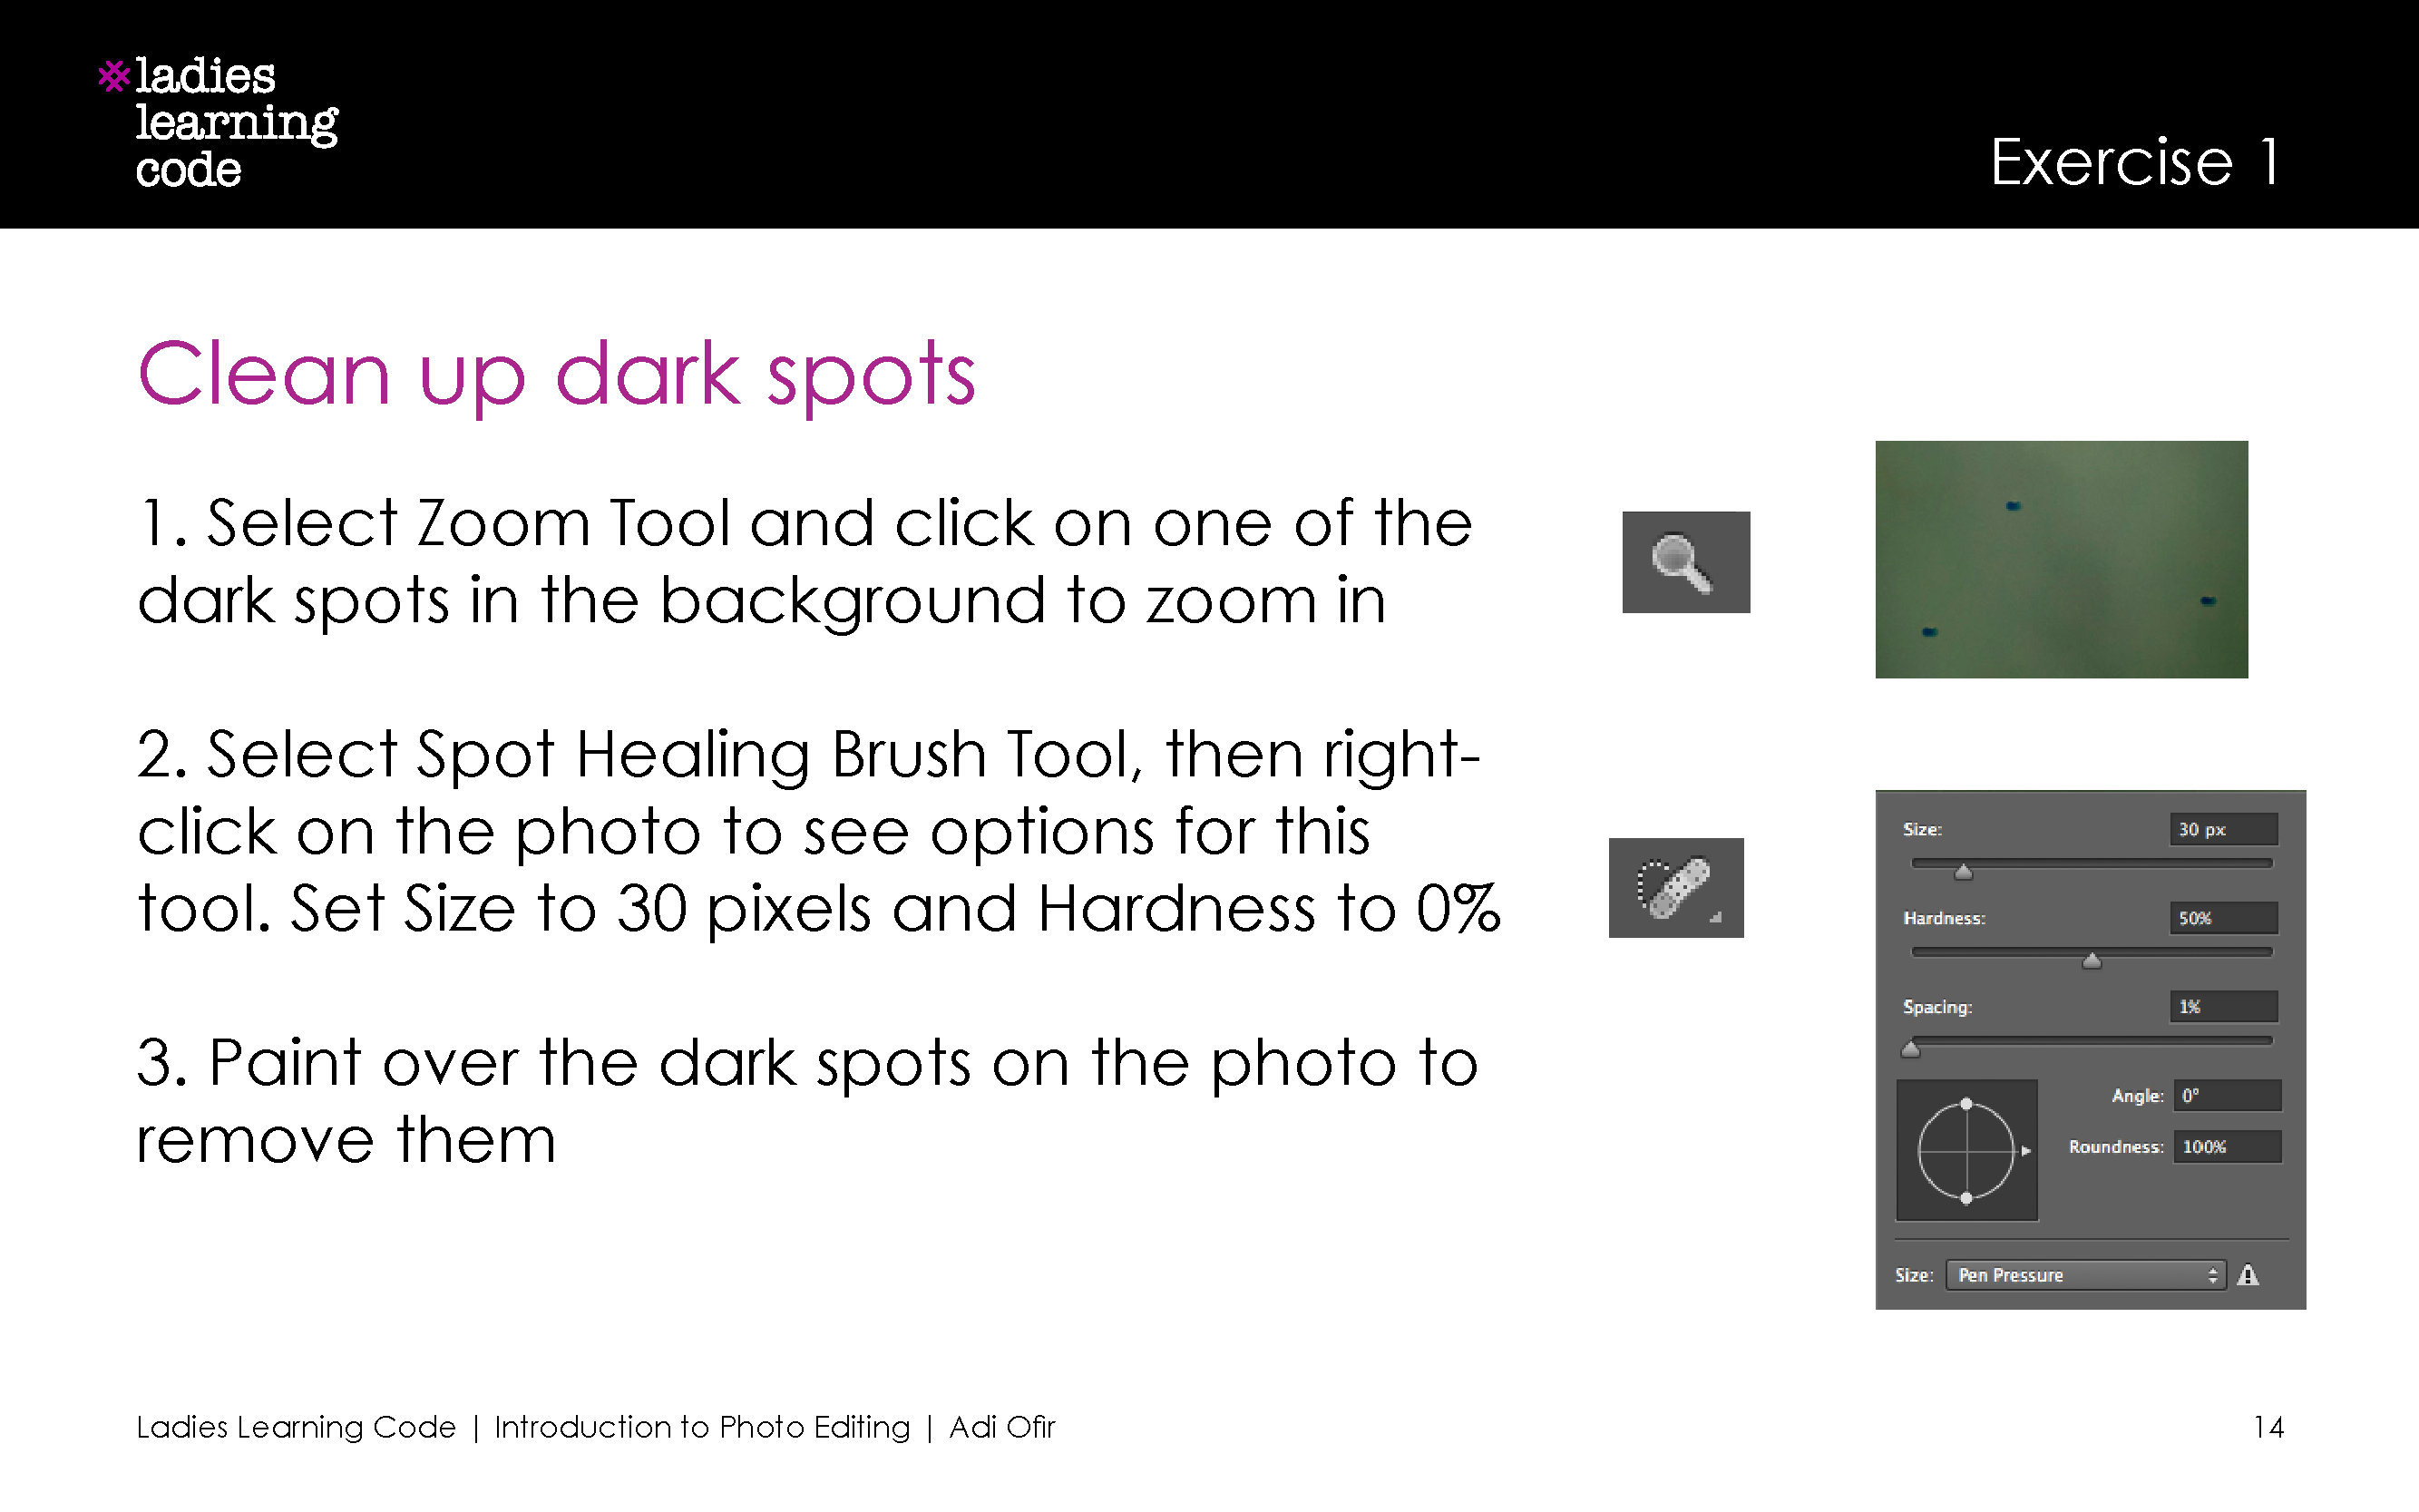 ladies
learning
code
Exercise 1
Clean up dark spots
1. Select Zoom Tool and click on one of the
dark spots in the background to zoom in
2. Select Spot Healing Brush Tool, then right-
click on the photo to see options for this
tool. Set Size to 30 pixels and Hardness to 0%
3. Paint over the dark spots on the photo to
remove them
Size: 30 px
Hardness: 50%
Spacing: 1%
Angle: 0°
Roundness: 100%
Size: Pen Pressure
Ladies Learning Code | Introduction to Photo Editing | Adi Ofir
14